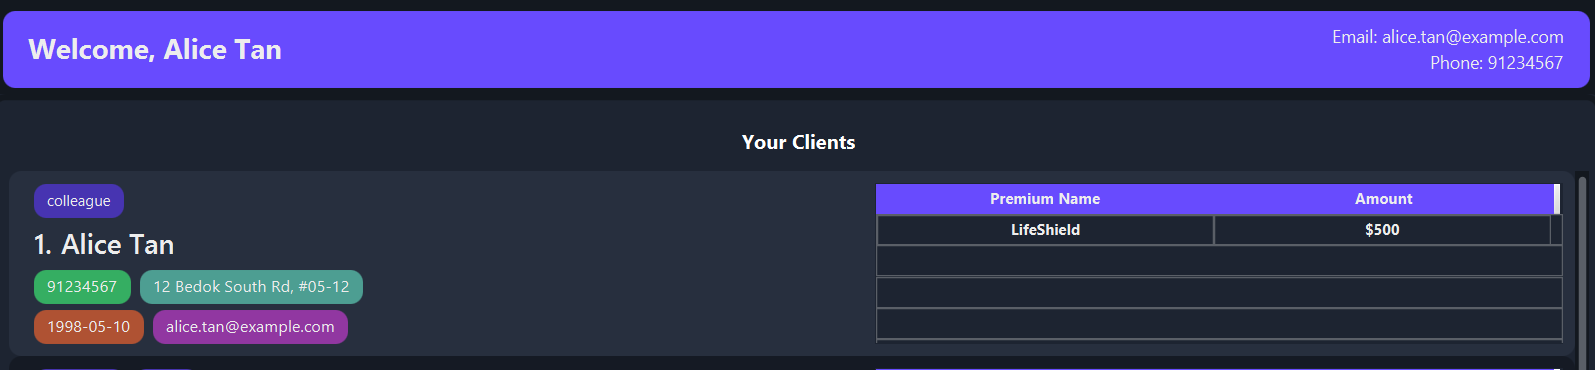 Welcome, Alice Tan
Email: alice.tan@example.com
Phone: 91234567
Your Clients
colleague
1. Alice Tan
91234567 12 Bedok South Rd, #05-12
1998-05-10 alice.tan@example.com
Premium Name Amount
LifeShield $500